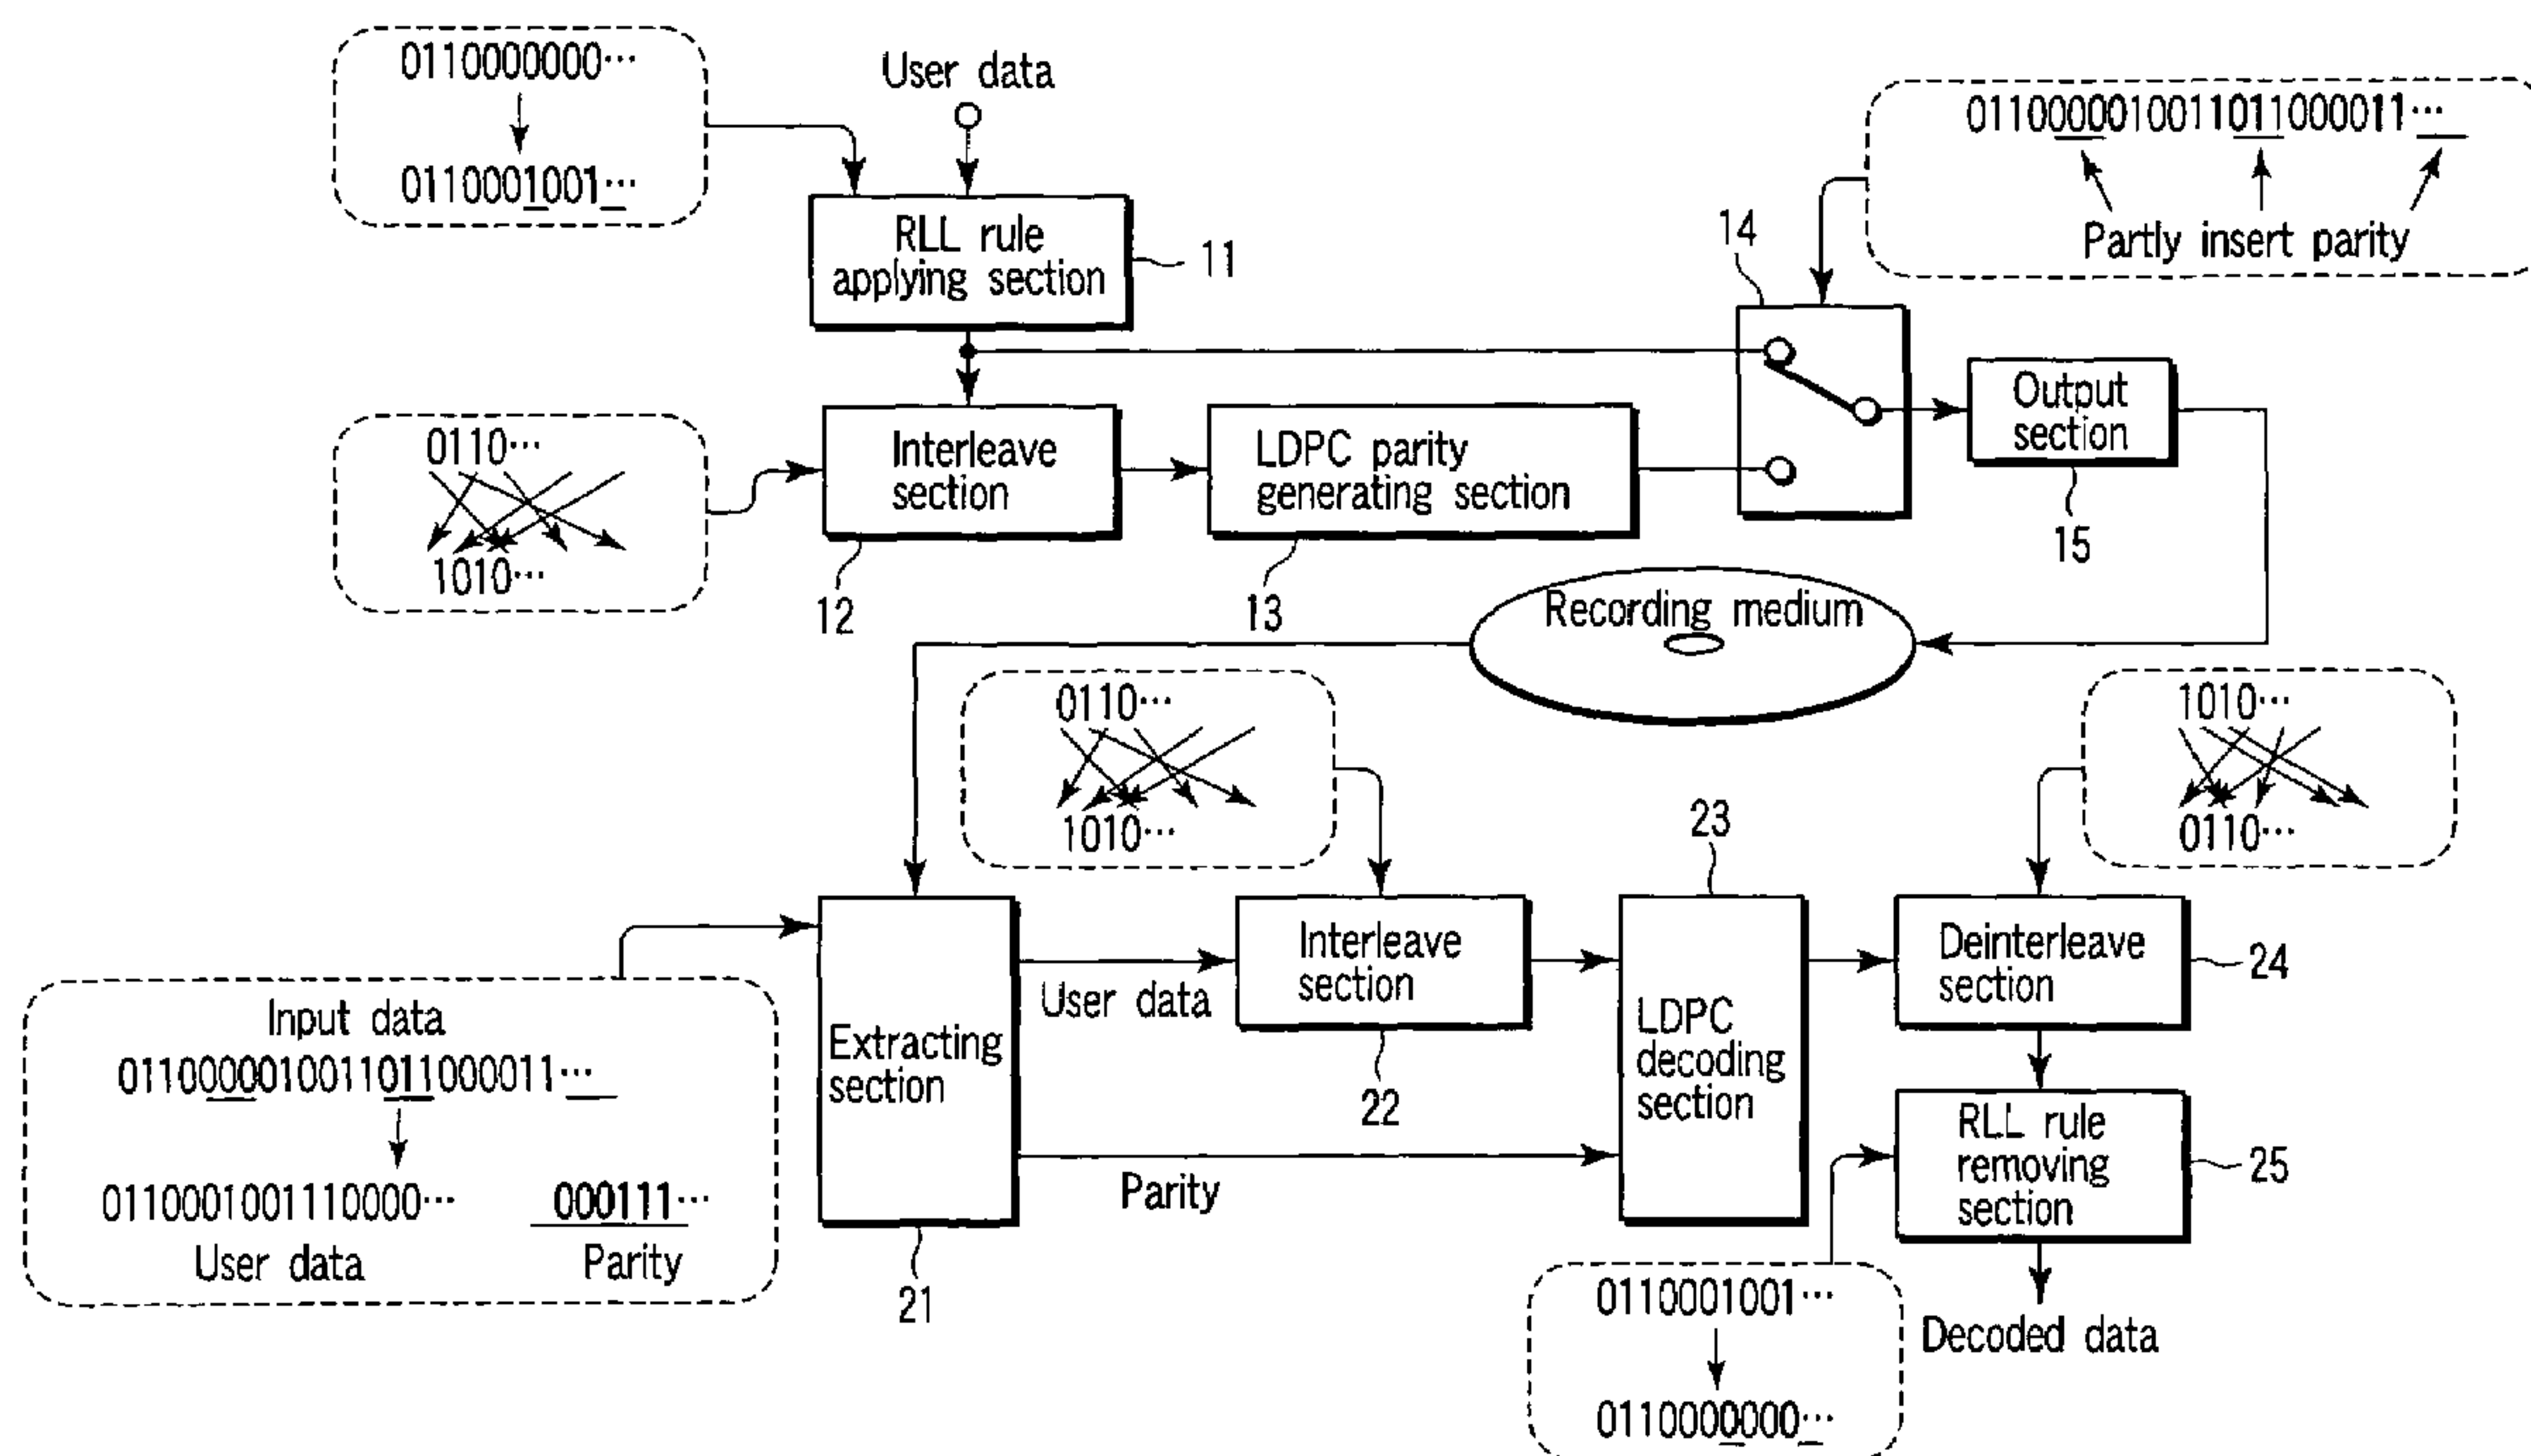 0110000000···
0110001001···
User data
RLL rule
applying section
11
14
0110000010011011000011···
Partly insert parity
0110···
1010···
Interleave
section
12
LDPC parity
generating section
13
Output
section
15
Recording medium
0110···
1010···
1010···
0110···
Input data
0110000010011011000011···
0110001001110000···
000111···
User data
Parity
Extracting
section
21
User data
Parity
Interleave
section
22
23
LDPC
decoding
section
Deinterleave
section
24
RLL rule
removing
section
25
0110001001···
0110000000···
Decoded data